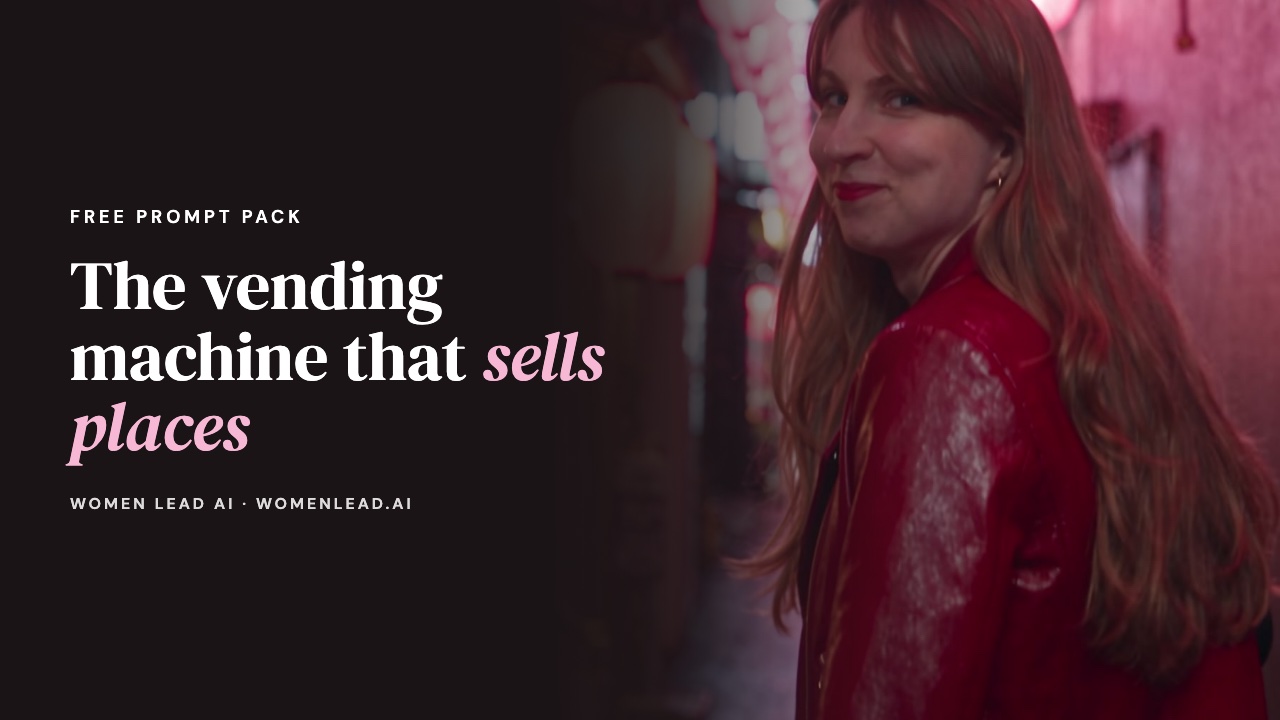 FREE PROMPT PACK
The vending
machine that sells
places
WOMEN LEAD AI · WOMENLEAD.AI